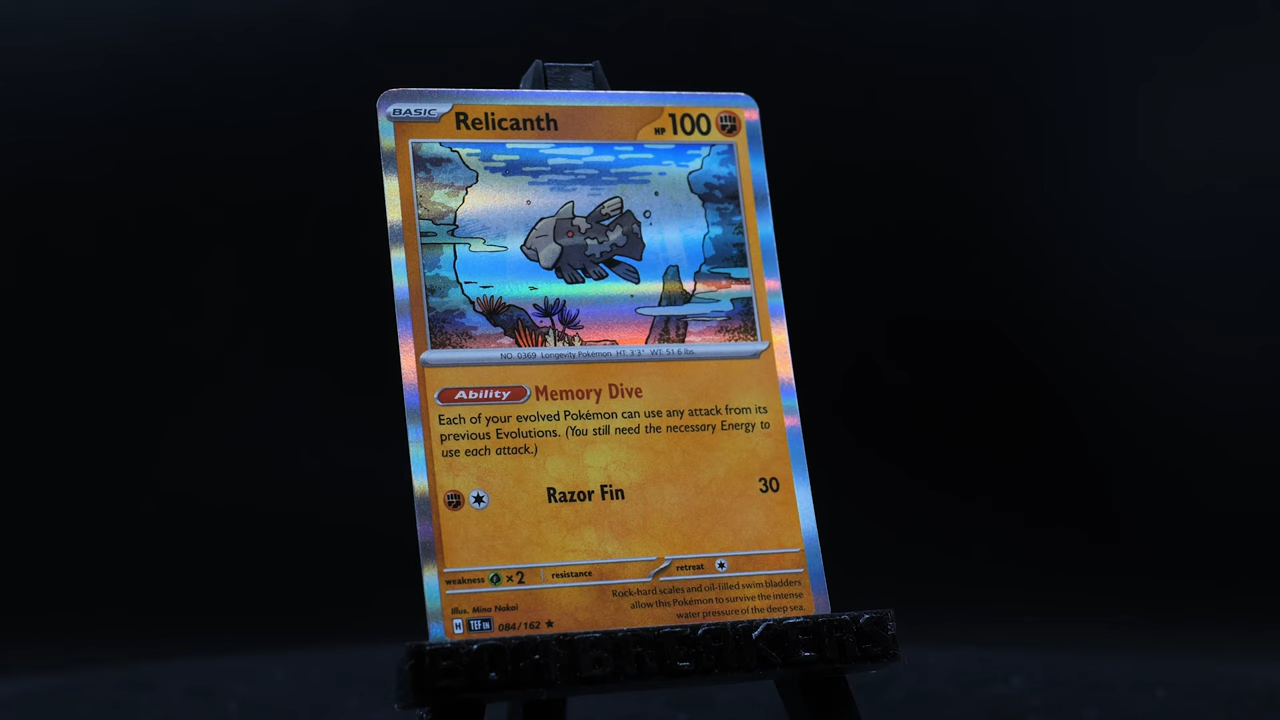 BASIC Relicanth HP 100
NO. 0369 Longevity Pokémon HT: 3'3" WT: 51.6 lbs.
Ability Memory Dive
Each of your evolved Pokémon can use any attack from its
previous Evolutions. (You still need the necessary Energy to
use each attack.)
Razor Fin 30
weakness ×2 resistance retreat
Rock-hard scales and oil-filled swim bladders
allow this Pokémon to survive the intense
water pressure of the deep sea.
Illus. Mina Nakai
H TEF EN 084/162